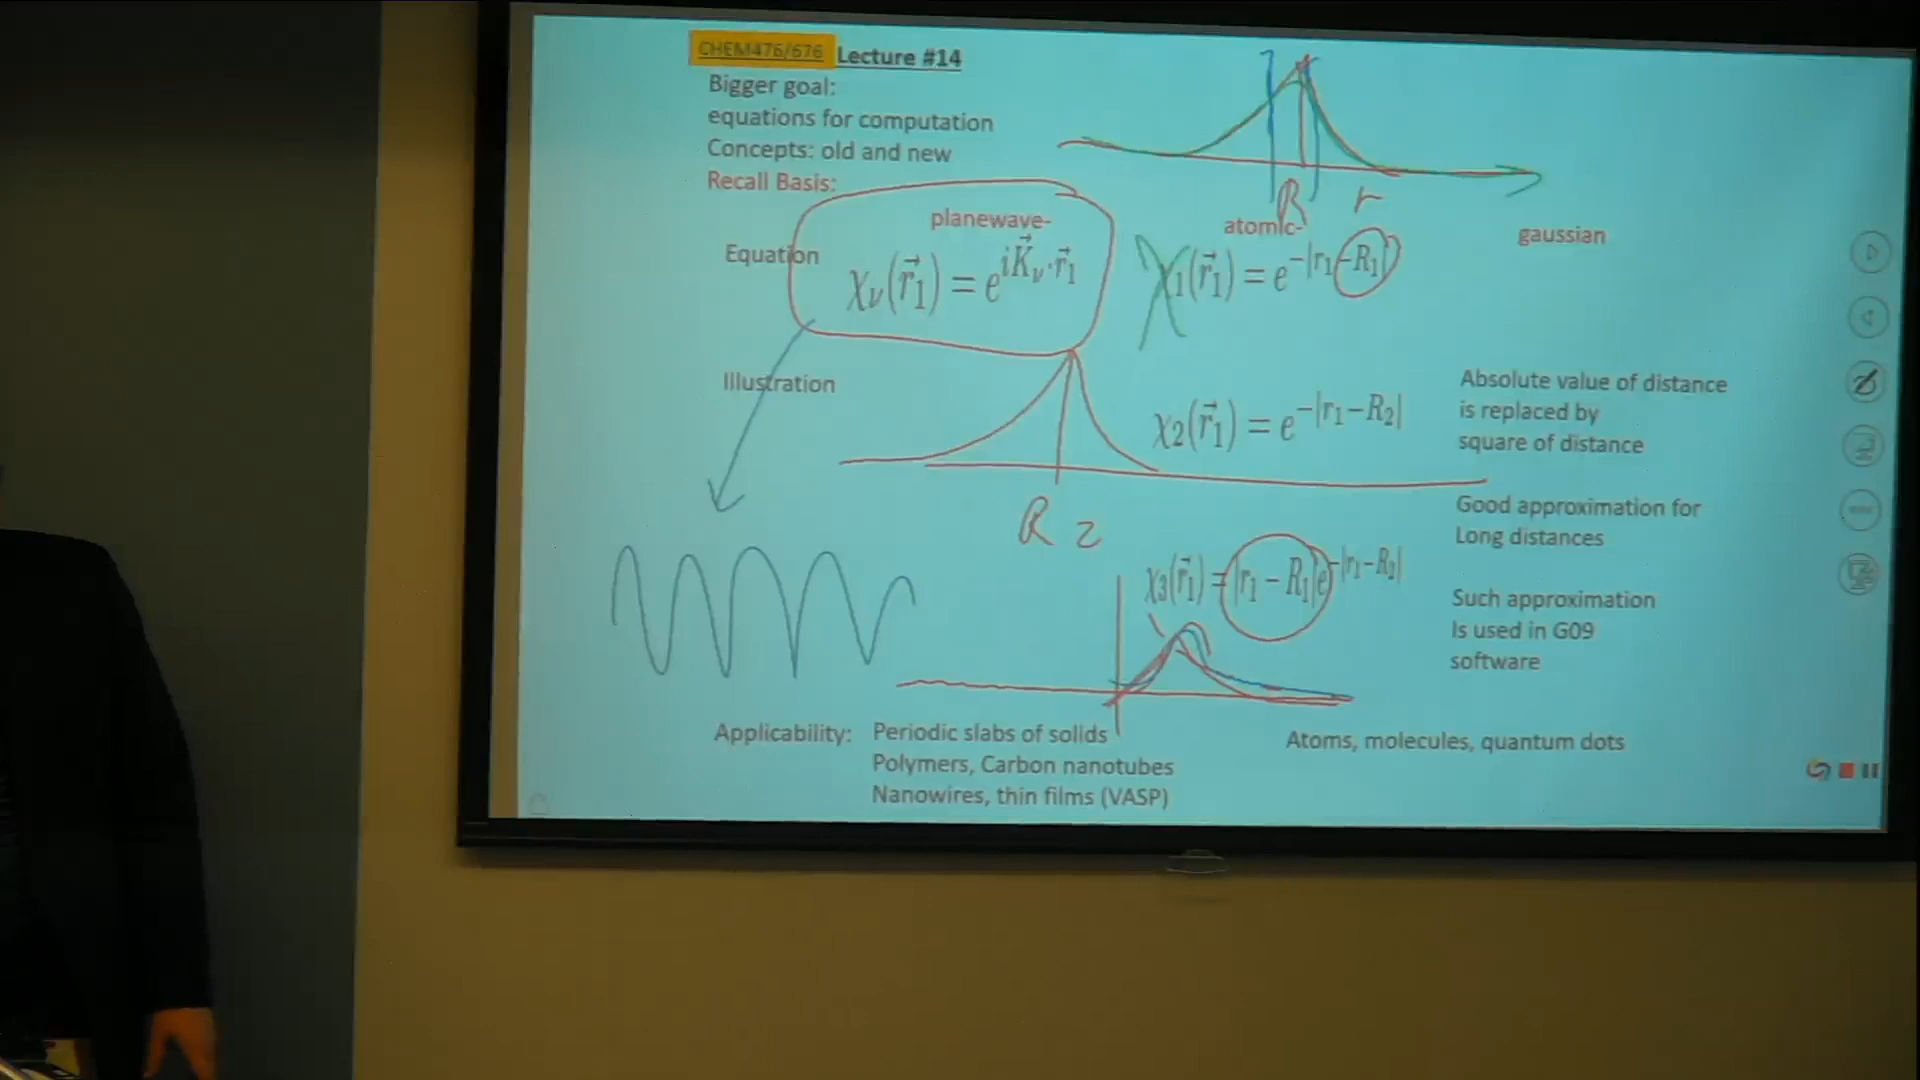 CHEM476/676 Lecture #14
Bigger goal:
equations for computation
Concepts: old and new
Recall Basis:
R r
planewave- atomic- gaussian
Equation χν(r⃗1) = e^{iK⃗ν·r⃗1} χ1(r⃗1) = e^{-|r1-R1|}
Illustration
χ2(r⃗1) = e^{-|r1-R2|}
Absolute value of distance
is replaced by
square of distance
R 2
Good approximation for
Long distances
χ3(r⃗1) = |r1 - R1|e^{-|r1-R2|}
Such approximation
Is used in G09
software
Applicability: Periodic slabs of solids
Polymers, Carbon nanotubes
Nanowires, thin films (VASP)
Atoms, molecules, quantum dots